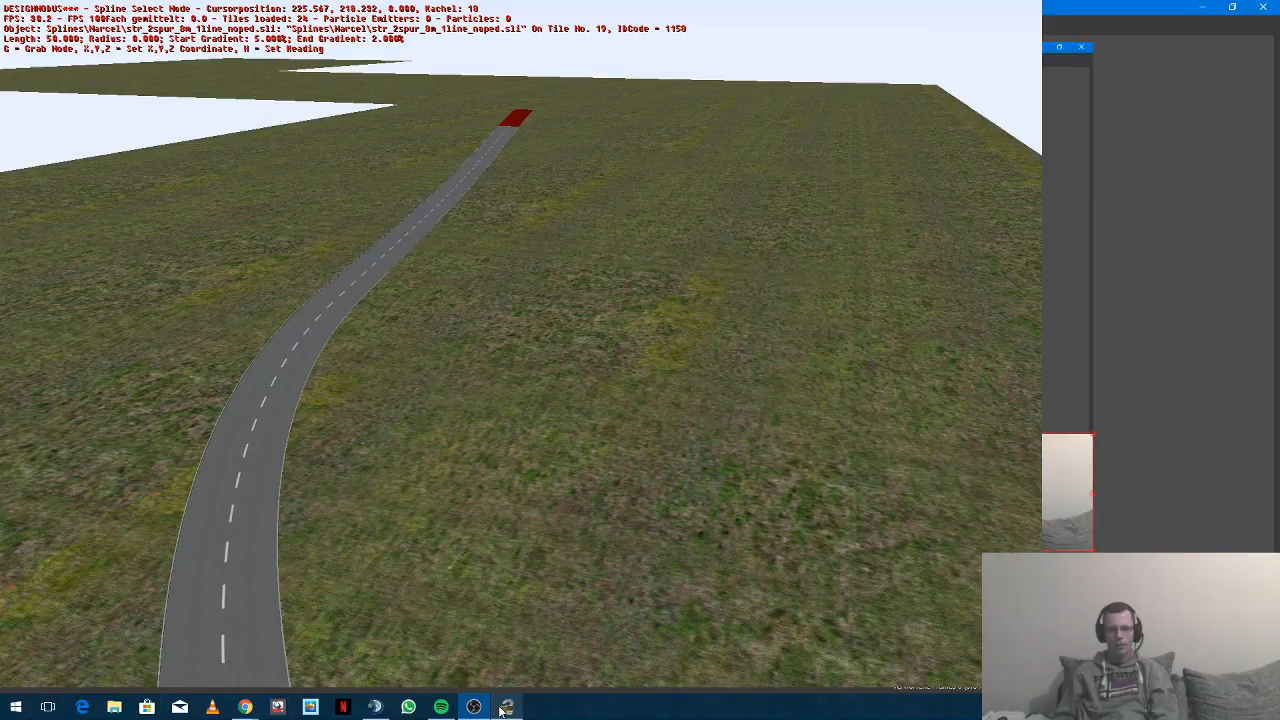 DESIGNMODUS*** - Spline Select Mode - Cursorposition: 225.567, 218.292, 0.000, Kachel: 18
FPS: 30.2 - FPS 100fach gemittelt: 0.0 - Tiles loaded: 24 - Particle Emitters: 0 - Particles: 0
Object: Splines\Marcel\str_2spur_8m_1line_noped.sli: "Splines\Marcel\str_2spur_8m_1line_noped.sli" On Tile No. 19, IDCode = 1150
Length: 50.000; Radius: 0.000; Start Gradient: 5.000%; End Gradient: 2.000%
G = Grab Mode, X,Y,Z = Set X,Y,Z Coordinate, H = Set Heading